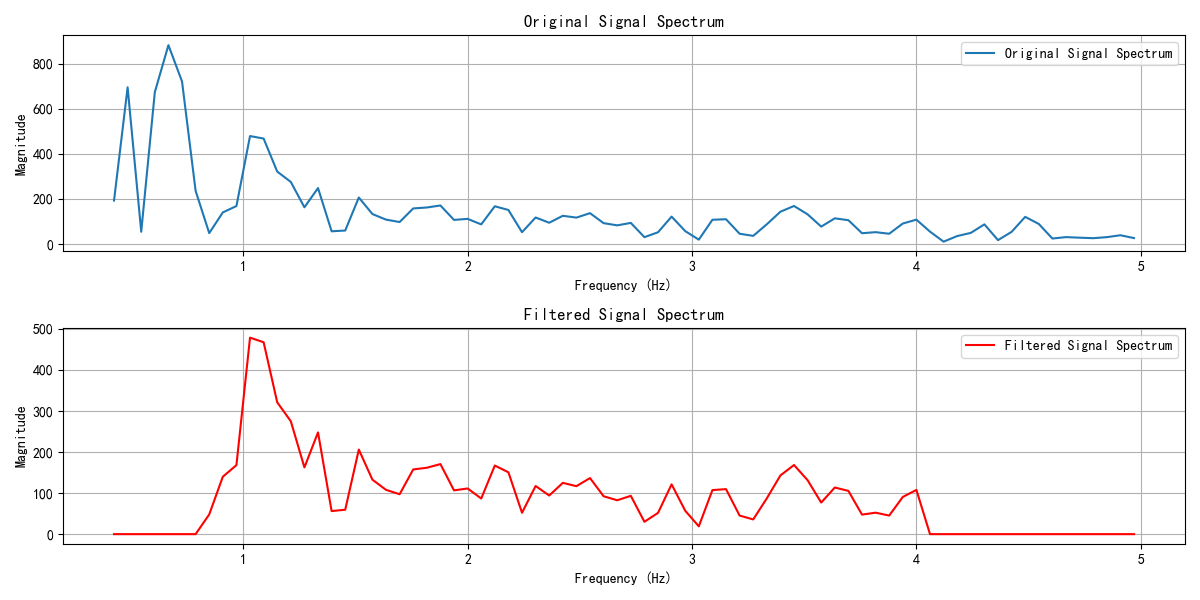 Original Signal Spectrum
Original Signal Spectrum
Magnitude
800
600
400
200
0
1 2 3 4 5
Frequency (Hz)
Filtered Signal Spectrum
Filtered Signal Spectrum
Magnitude
500
400
300
200
100
0
1 2 3 4 5
Frequency (Hz)